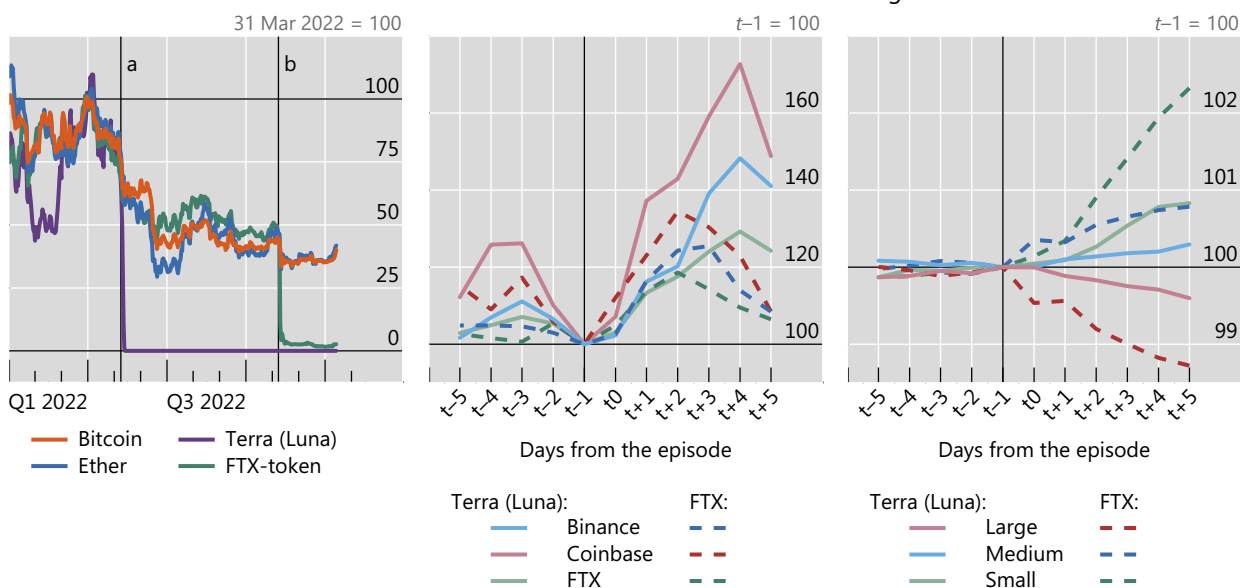 31 Mar 2022 = 100
a
b
100
75
50
25
0
Q1 2022
Q3 2022
Bitcoin
Terra (Luna)
Ether
FTX-token
t–1 = 100
160
140
120
100
t–5
t–4
t–3
t–2
t–1
t0
t+1
t+2
t+3
t+4
t+5
Days from the episode
Terra (Luna):
FTX:
Binance
Coinbase
FTX
t–1 = 100
102
101
100
99
t–5
t–4
t–3
t–2
t–1
t0
t+1
t+2
t+3
t+4
t+5
Days from the episode
Terra (Luna):
FTX:
Large
Medium
Small